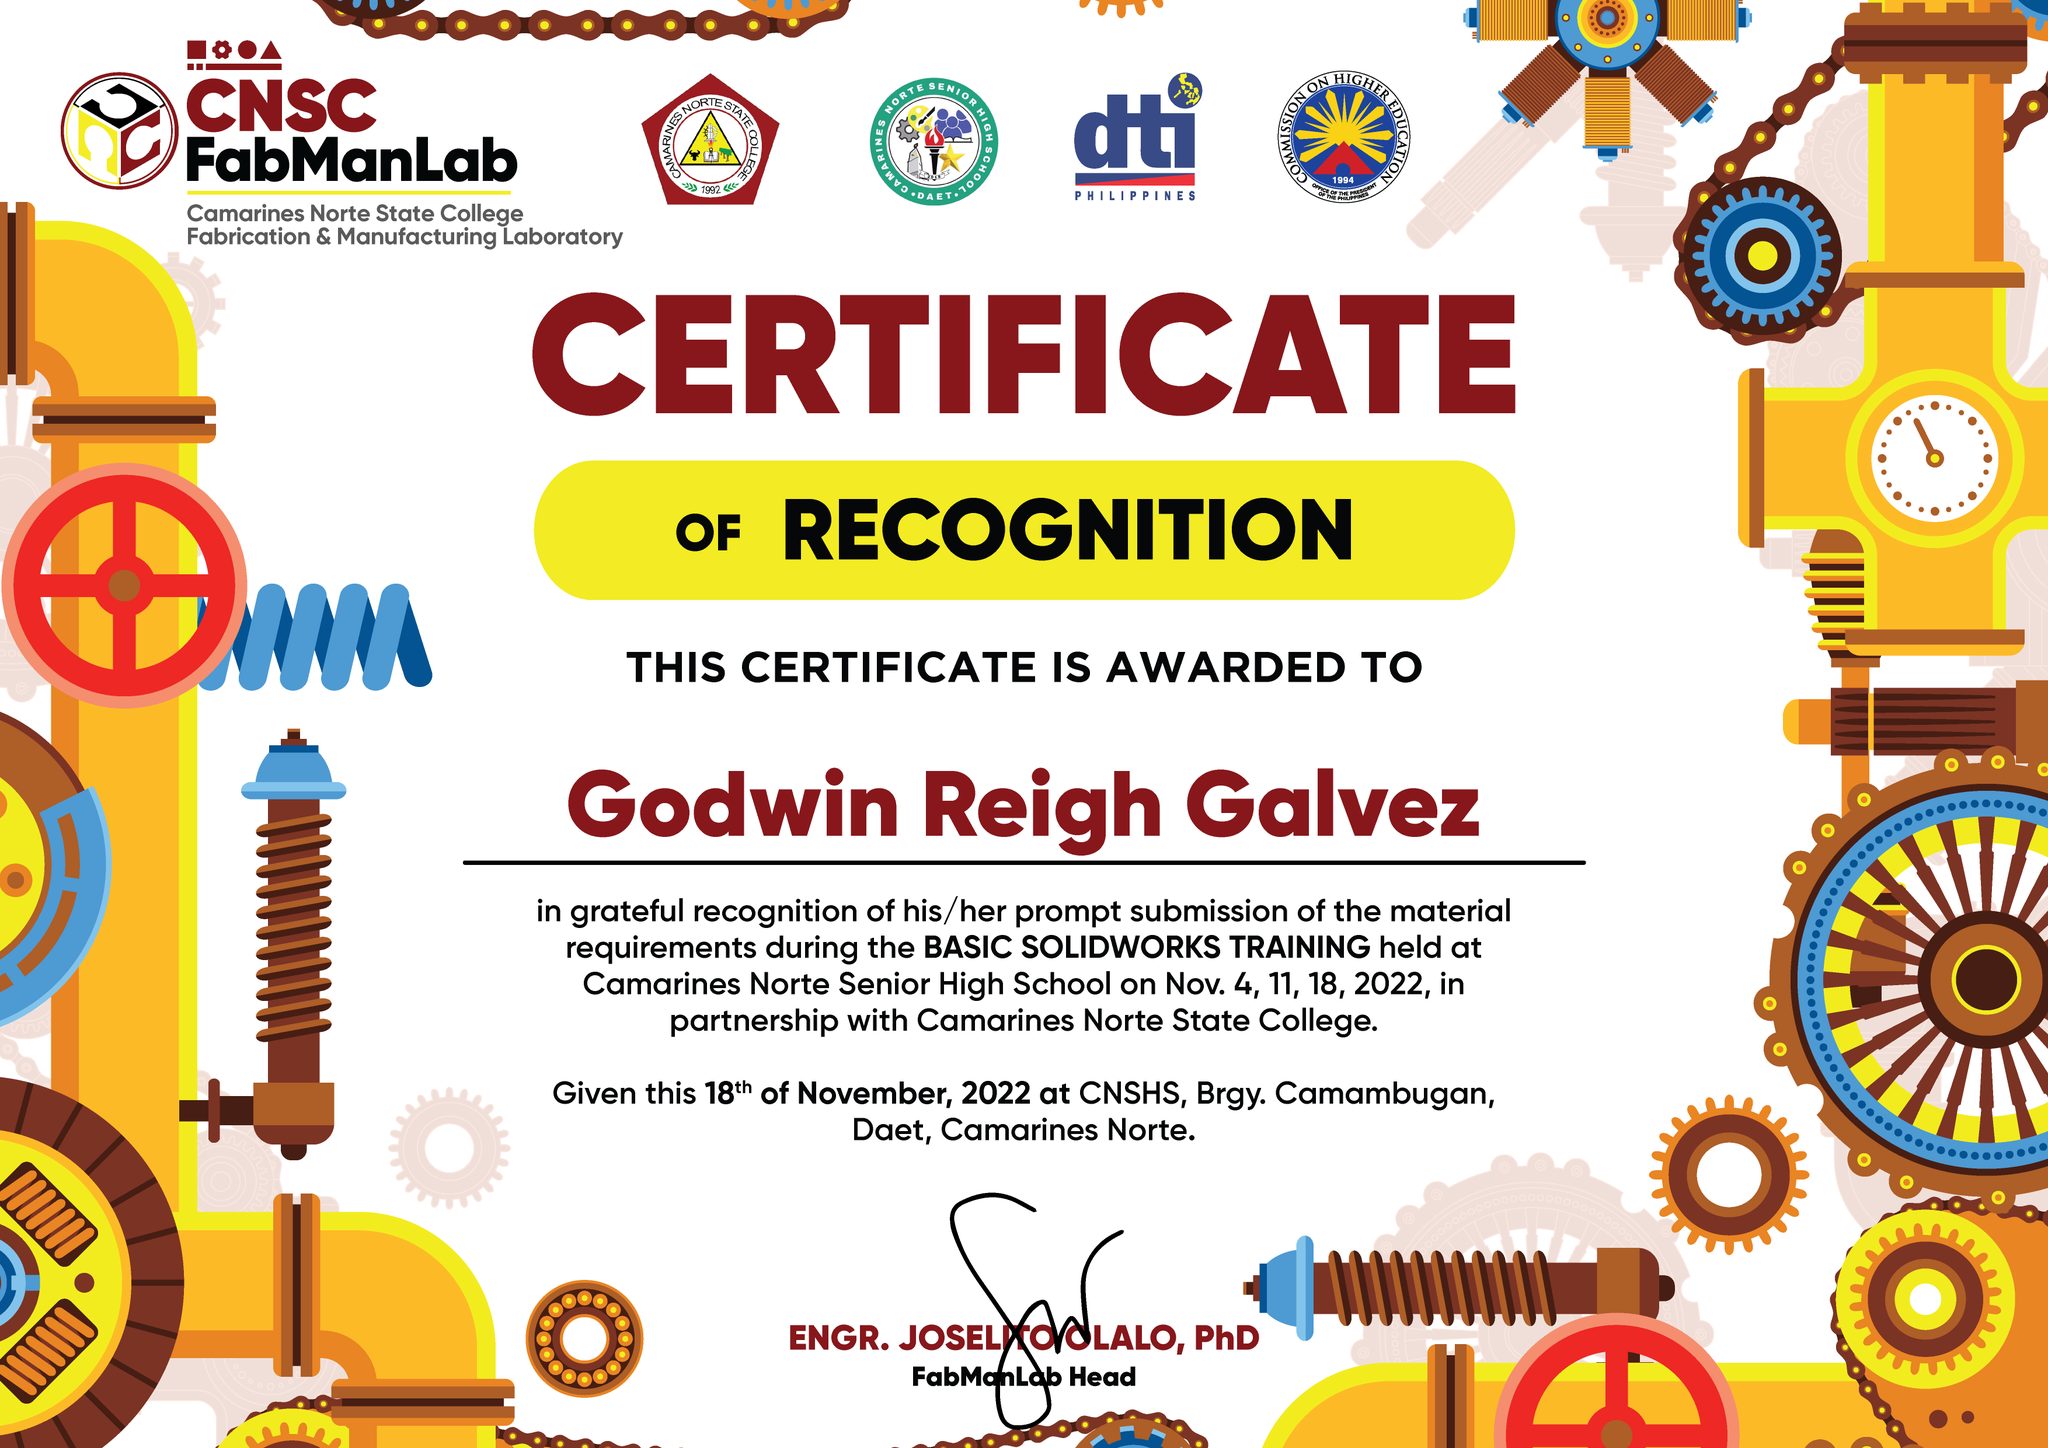 CNSC
FabManLab
Camarines Norte State College
Fabrication & Manufacturing Laboratory
CAMARINES NORTE STATE COLLEGE
1992
CAMARINES NORTE SENIOR HIGH SCHOOL
• DAET •
dti
PHILIPPINES
COMMISSION ON HIGHER EDUCATION
1994
OFFICE OF THE PRESIDENT
OF THE PHILIPPINES
CERTIFICATE
OF RECOGNITION
THIS CERTIFICATE IS AWARDED TO
Godwin Reigh Galvez
in grateful recognition of his/her prompt submission of the material
requirements during the BASIC SOLIDWORKS TRAINING held at
Camarines Norte Senior High School on Nov. 4, 11, 18, 2022, in
partnership with Camarines Norte State College.
Given this 18th of November, 2022 at CNSHS, Brgy. Camambugan,
Daet, Camarines Norte.
ENGR. JOSELITO OLALO, PhD
FabManLab Head